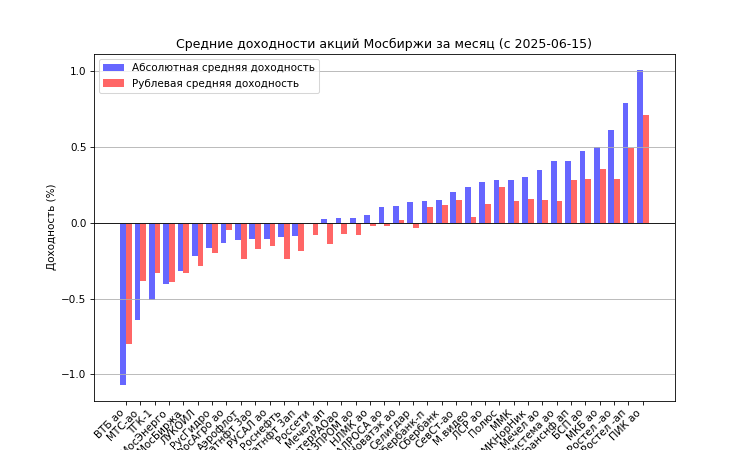 Средние доходности акций Мосбиржи за месяц (с 2025-06-15)
Абсолютная средняя доходность
Рублевая средняя доходность
Доходность (%)
1.0
0.5
0.0
−0.5
−1.0
ВТБ ао
МТС-ао
ТГК-1
МосЭнерго
МосБиржа
ЛУКОЙЛ
РусГидро
Аэрофлот
РУСАЛ ао
Роснефть
Россети
Мечел ап
НЛМК ао
Селигдар
Сбербанк
СевСт-ао
М.видео
ЛСР ао
Полюс
ММК
Мечел ао
БСП ао
МКБ ао
Ростел -ао
Ростел -ап
ПИК ао